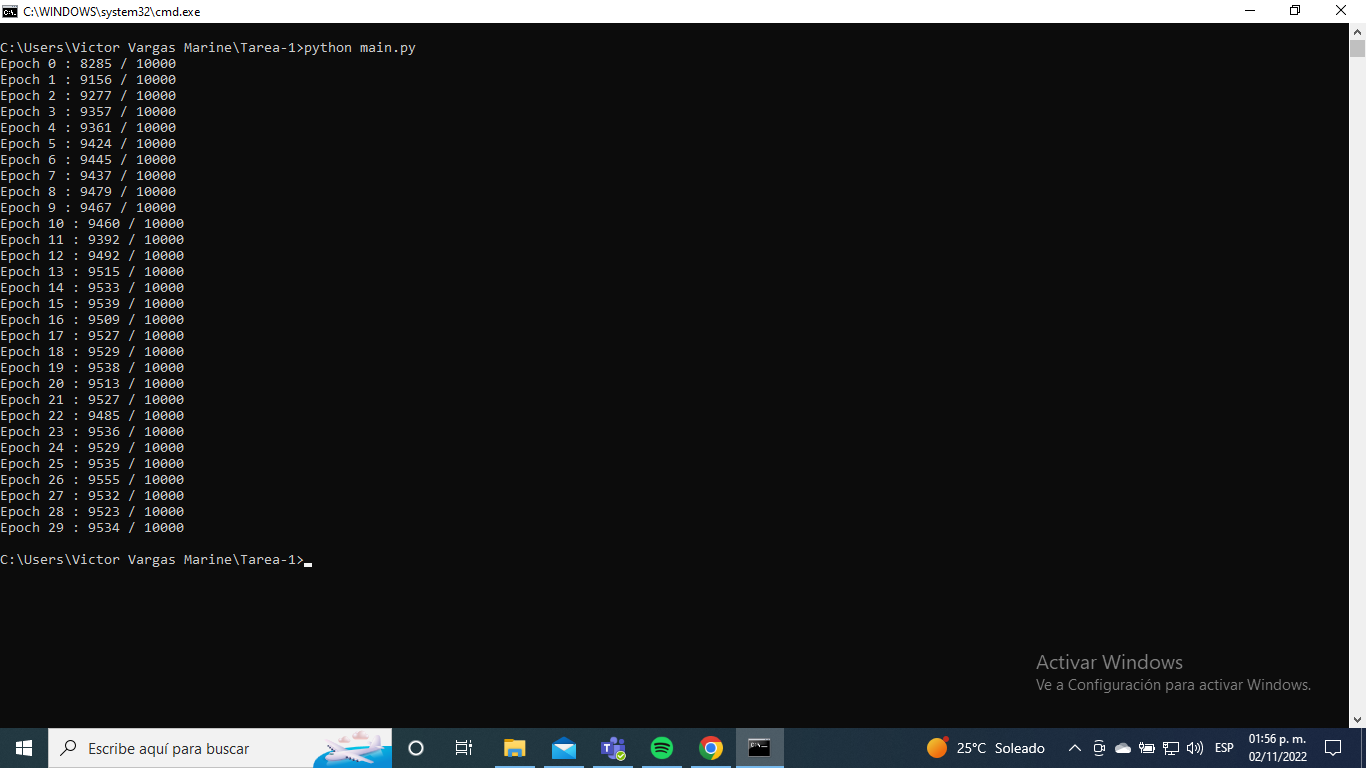 C:\WINDOWS\system32\cmd.exe
C:\Users\Victor Vargas Marine\Tarea-1>python main.py
Epoch 0 : 8285 / 10000
Epoch 1 : 9156 / 10000
Epoch 2 : 9277 / 10000
Epoch 3 : 9357 / 10000
Epoch 4 : 9361 / 10000
Epoch 5 : 9424 / 10000
Epoch 6 : 9445 / 10000
Epoch 7 : 9437 / 10000
Epoch 8 : 9479 / 10000
Epoch 9 : 9467 / 10000
Epoch 10 : 9460 / 10000
Epoch 11 : 9392 / 10000
Epoch 12 : 9492 / 10000
Epoch 13 : 9515 / 10000
Epoch 14 : 9533 / 10000
Epoch 15 : 9539 / 10000
Epoch 16 : 9509 / 10000
Epoch 17 : 9527 / 10000
Epoch 18 : 9529 / 10000
Epoch 19 : 9538 / 10000
Epoch 20 : 9513 / 10000
Epoch 21 : 9527 / 10000
Epoch 22 : 9485 / 10000
Epoch 23 : 9536 / 10000
Epoch 24 : 9529 / 10000
Epoch 25 : 9535 / 10000
Epoch 26 : 9555 / 10000
Epoch 27 : 9532 / 10000
Epoch 28 : 9523 / 10000
Epoch 29 : 9534 / 10000
C:\Users\Victor Vargas Marine\Tarea-1>
Activar Windows
Ve a Configuración para activar Windows.
Escribe aquí para buscar
25°C Soleado
ESP
01:56 p. m.
02/11/2022